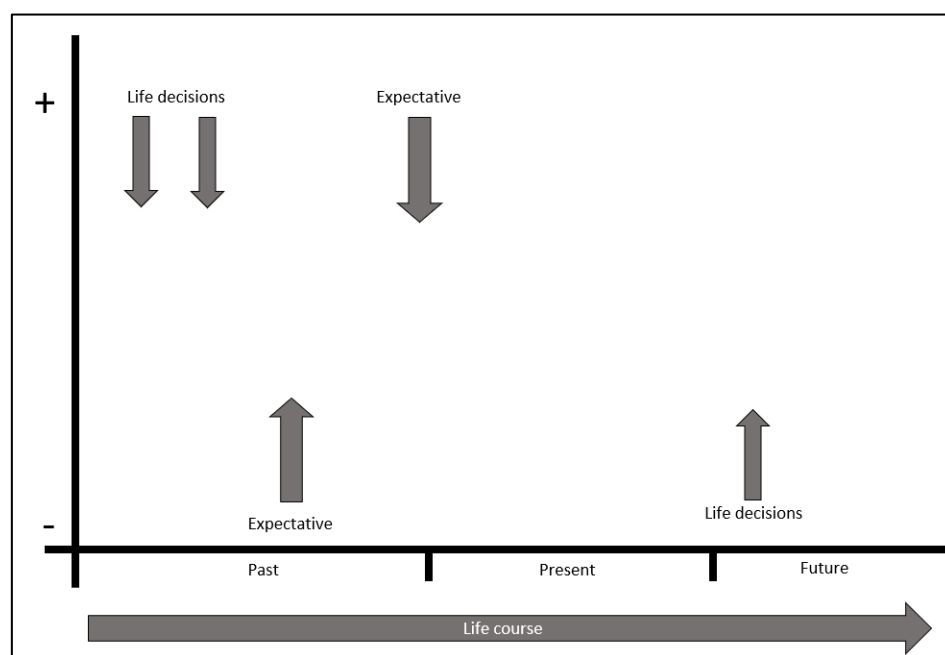 +
Life decisions
Expectative
Expectative
-
Life decisions
Past
Present
Future
Life course